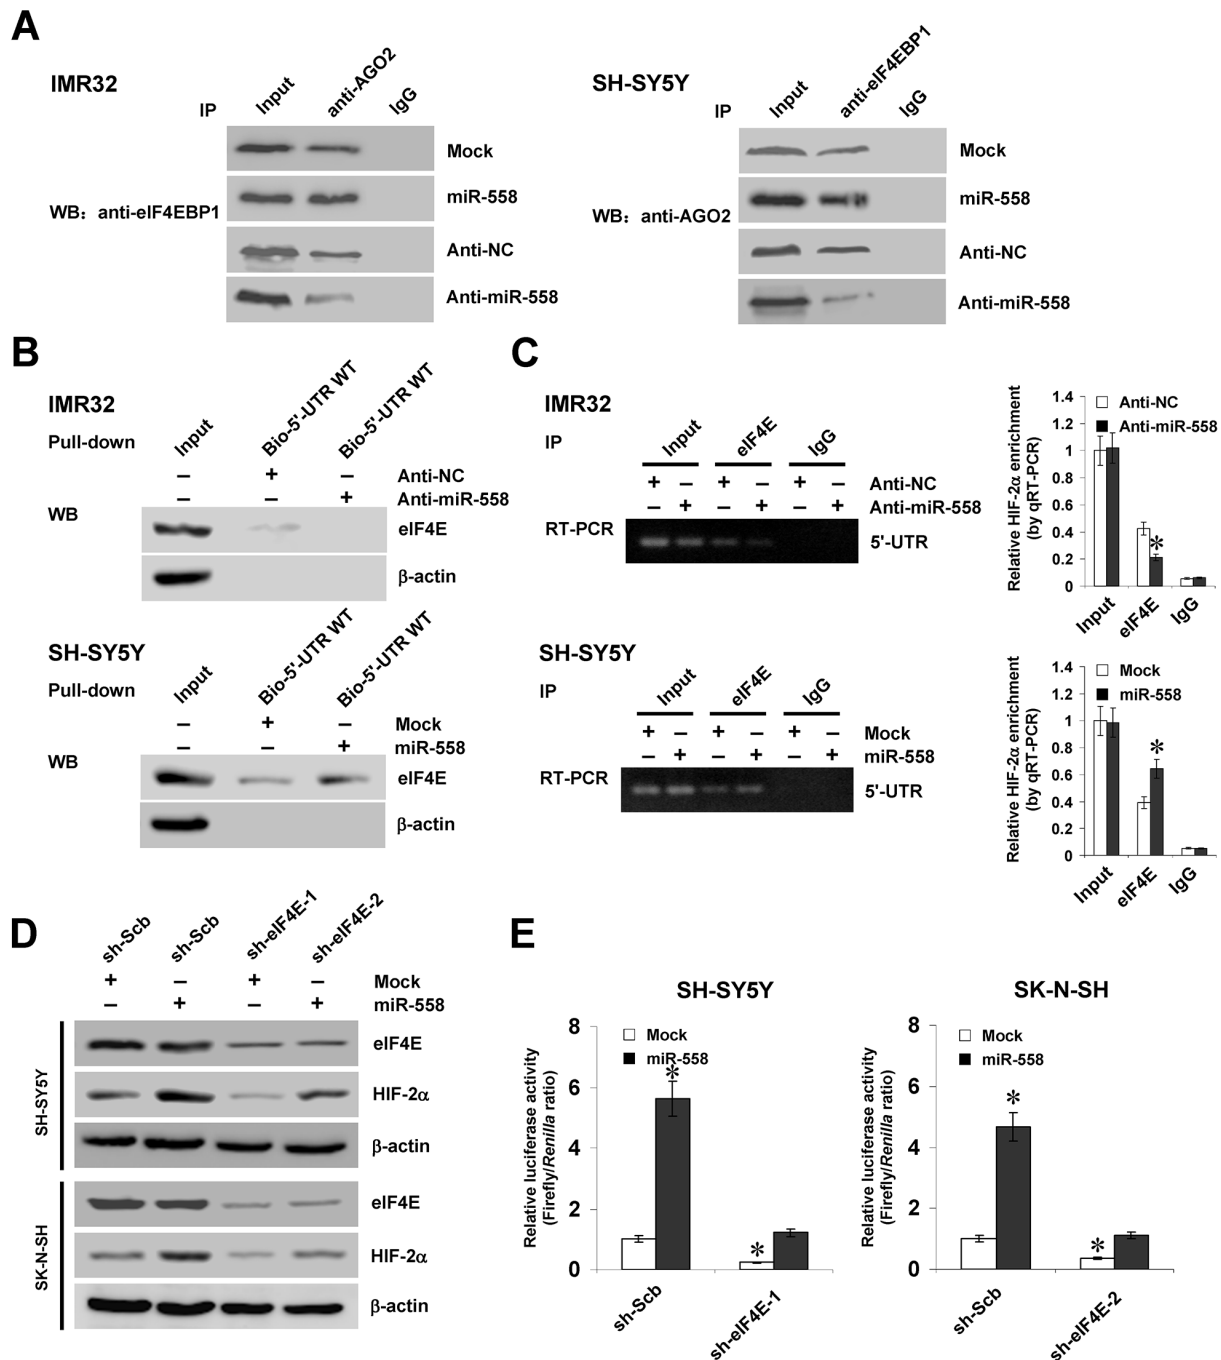 A
IMR32
IP
Input
anti-AGO2
IgG
Mock
miR-558
WB: anti-eIF4EBP1
Anti-NC
Anti-miR-558
SH-SY5Y
IP
Input
anti-eIF4EBP1
IgG
Mock
miR-558
WB: anti-AGO2
Anti-NC
Anti-miR-558
B
IMR32
Pull-down
Input
Bio-5'-UTR WT
Bio-5'-UTR WT
– + – Anti-NC
– – + Anti-miR-558
WB
eIF4E
β-actin
SH-SY5Y
Pull-down
Input
Bio-5'-UTR WT
Bio-5'-UTR WT
– + – Mock
– – + miR-558
WB
eIF4E
β-actin
C
IMR32
IP
Input
eIF4E
IgG
+ – + – + – Anti-NC
– + – + – + Anti-miR-558
RT-PCR
5'-UTR
Relative HIF-2α enrichment
(by qRT-PCR)
1.4
1.2
1
0.8
0.6
0.4
0.2
0
Anti-NC
Anti-miR-558
*
Input
eIF4E
IgG
SH-SY5Y
IP
Input
eIF4E
IgG
+ – + – + – Mock
– + – + – + miR-558
RT-PCR
5'-UTR
Relative HIF-2α enrichment
(by qRT-PCR)
1.4
1.2
1
0.8
0.6
0.4
0.2
0
Mock
miR-558
*
Input
eIF4E
IgG
D
sh-Scb
sh-Scb
sh-eIF4E-1
sh-eIF4E-2
+ – + – Mock
– + – + miR-558
SH-SY5Y
eIF4E
HIF-2α
β-actin
SK-N-SH
eIF4E
HIF-2α
β-actin
E
SH-SY5Y
Relative luciferase activity
(Firefly/Renilla ratio)
8
6
4
2
0
Mock
miR-558
*
*
sh-Scb
sh-eIF4E-1
SK-N-SH
Relative luciferase activity
(Firefly/Renilla ratio)
8
6
4
2
0
Mock
miR-558
*
*
sh-Scb
sh-eIF4E-2